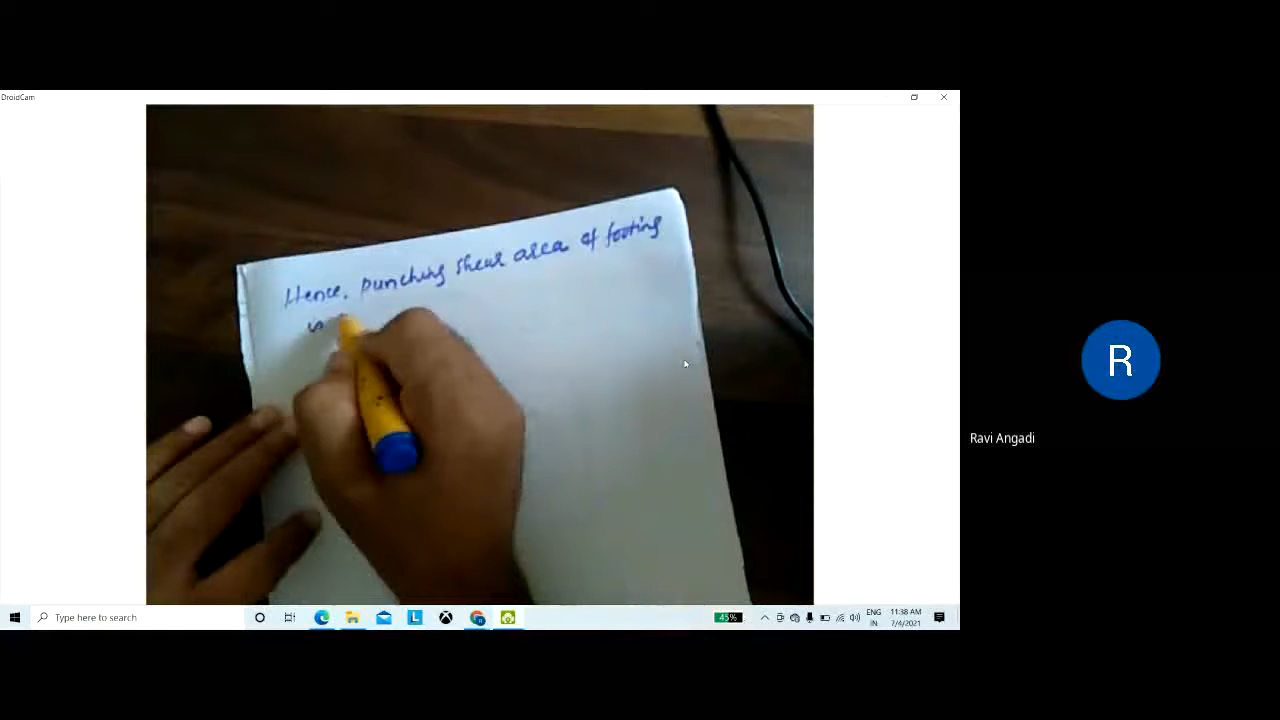 DroidCam
Hence, punching shear area of footing
is
R
Ravi Angadi
Type here to search
45%
ENG
IN
11:38 AM
7/4/2021